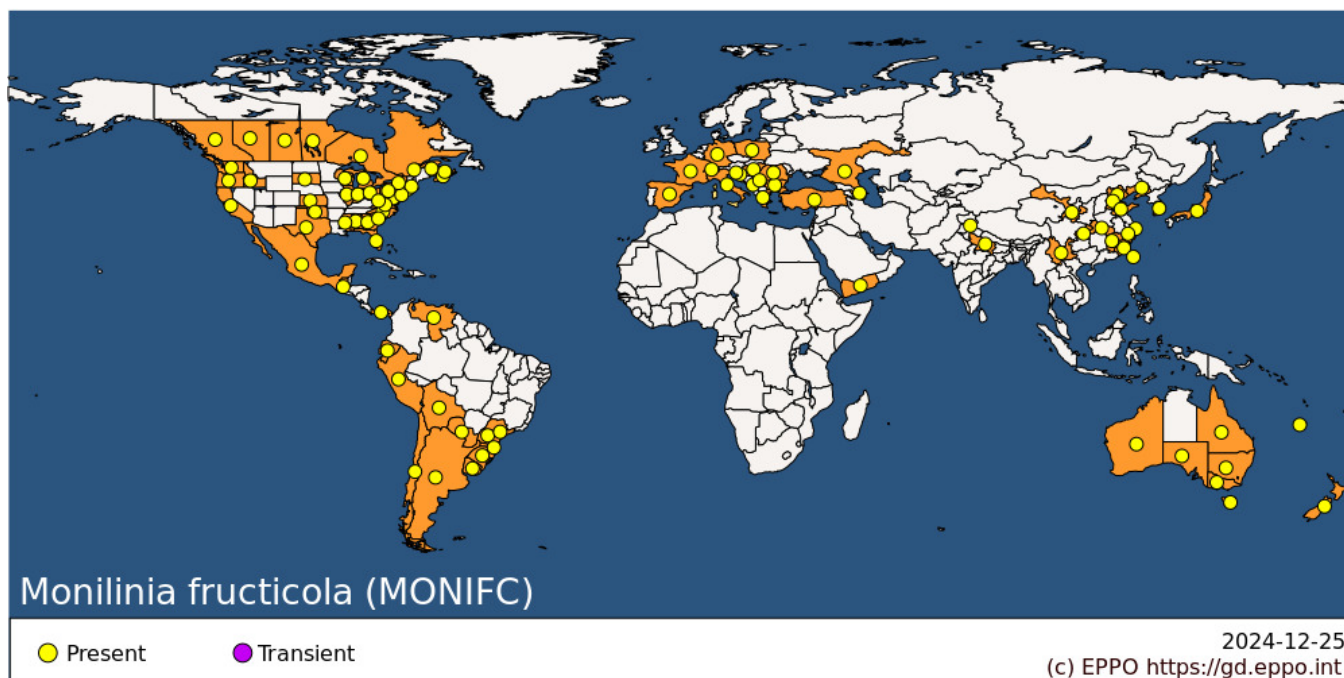 Monilinia fructicola (MONIFC)
Present
Transient
2024-12-25
(c) EPPO https://gd.eppo.int